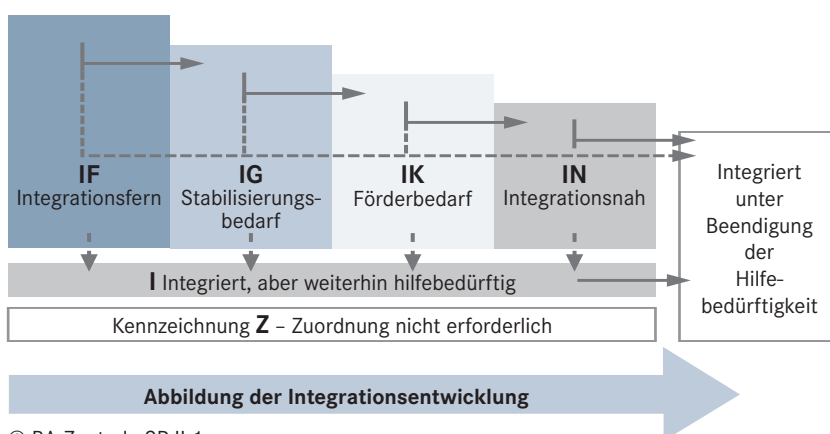 IF
Integrationsfern
IG
Stabilisierungs-
bedarf
IK
Förderbedarf
IN
Integrationsnah
Integriert
unter
Beendigung
der
Hilfe-
bedürftigkeit
I Integriert, aber weiterhin hilfebedürftig
Kennzeichnung Z – Zuordnung nicht erforderlich
Abbildung der Integrationsentwicklung